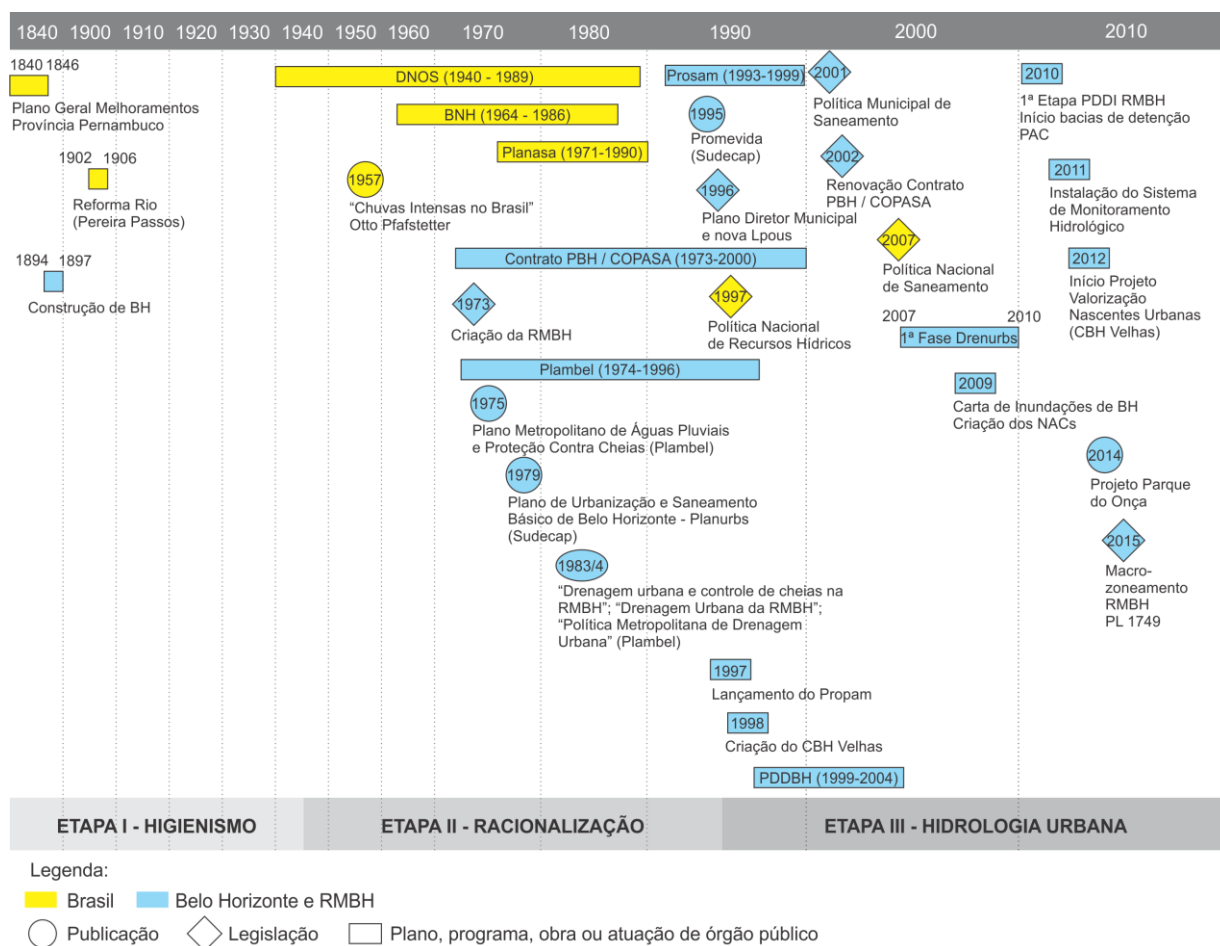 1840 1900 1910 1920 1930 1940 1950 1960 1970 1980 1990 2000 2010
1840 1846
Plano Geral Melhoramentos
Província Pernambuco
1902 1906
Reforma Rio
(Pereira Passos)
1894 1897
Construção de BH
DNOS (1940 - 1989)
BNH (1964 - 1986)
Planasa (1971-1990)
1957
“Chuvas Intensas no Brasil”
Otto Pfafstetter
Contrato PBH / COPASA (1973-2000)
1973
Criação da RMBH
Plambel (1974-1996)
1975
Plano Metropolitano de Águas Pluviais
e Proteção Contra Cheias (Plambel)
1979
Plano de Urbanização e Saneamento
Básico de Belo Horizonte - Planurbs
(Sudecap)
1983/4
“Drenagem urbana e controle de cheias na
RMBH”; “Drenagem Urbana da RMBH”;
“Política Metropolitana de Drenagem
Urbana” (Plambel)
Prosam (1993-1999)
1995
Promevida
(Sudecap)
1996
Plano Diretor Municipal
e nova Lpous
1997
Política Nacional
de Recursos Hídricos
1997
Lançamento do Propam
1998
Criação do CBH Velhas
PDDBH (1999-2004)
2001
Política Municipal de
Saneamento
2002
Renovação Contrato
PBH / COPASA
2007
Política Nacional
de Saneamento
2007 2010
1ª Fase Drenurbs
2009
Carta de Inundações de BH
Criação dos NACs
2010
1ª Etapa PDDI RMBH
Início bacias de detenção
PAC
2011
Instalação do Sistema
de Monitoramento
Hidrológico
2012
Início Projeto
Valorização
Nascentes Urbanas
(CBH Velhas)
2014
Projeto Parque
do Onça
2015
Macro-
zoneamento
RMBH
PL 1749
ETAPA I - HIGIENISMO
ETAPA II - RACIONALIZAÇÃO
ETAPA III - HIDROLOGIA URBANA
Legenda:
Brasil Belo Horizonte e RMBH
Publicação Legislação Plano, programa, obra ou atuação de órgão público